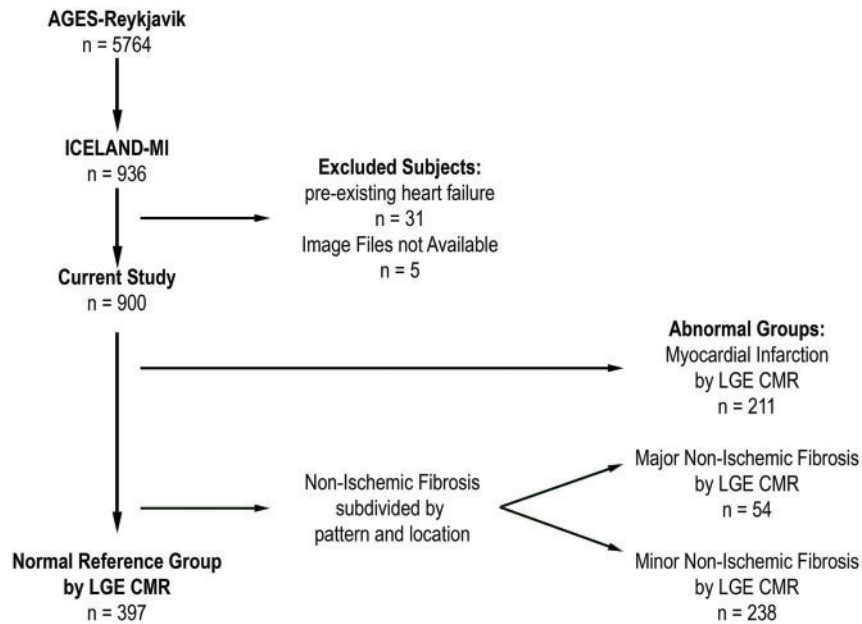 AGES-Reykjavik
n = 5764
ICELAND-MI
n = 936
Excluded Subjects:
pre-existing heart failure
n = 31
Image Files not Available
n = 5
Current Study
n = 900
Abnormal Groups:
Myocardial Infarction
by LGE CMR
n = 211
Non-Ischemic Fibrosis
subdivided by
pattern and location
Major Non-Ischemic Fibrosis
by LGE CMR
n = 54
Minor Non-Ischemic Fibrosis
by LGE CMR
n = 238
Normal Reference Group
by LGE CMR
n = 397